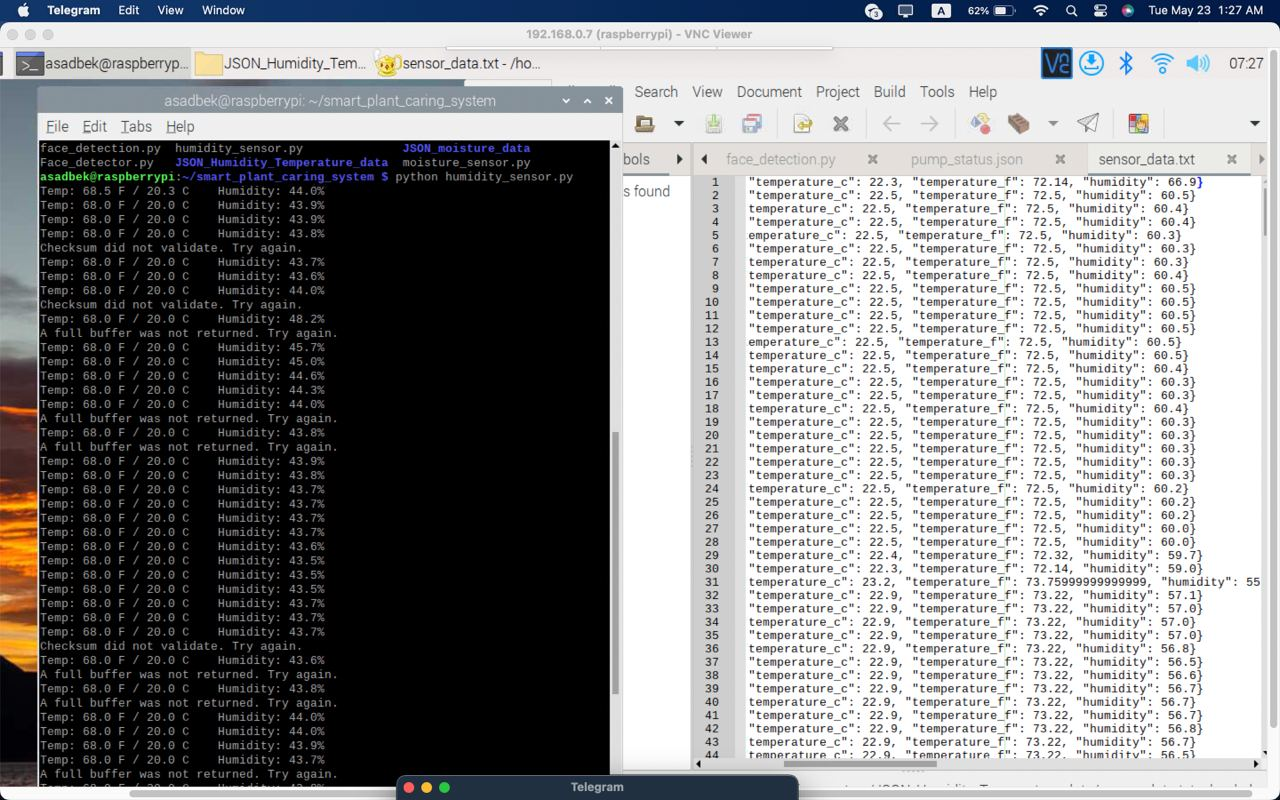 Telegram Edit View Window
3 A 62% Tue May 23 1:27 AM
192.168.0.7 (raspberrypi) - VNC Viewer
asadbek@raspberryp... JSON_Humidity_Tem... sensor_data.txt - /ho... 07:27
asadbek@raspberrypi: ~/smart_plant_caring_system
File Edit Tabs Help
face_detection.py humidity_sensor.py JSON_moisture_data
Face_detector.py JSON_Humidity_Temperature_data moisture_sensor.py
asadbek@raspberrypi:~/smart_plant_caring_system $ python humidity_sensor.py
Temp: 68.5 F / 20.3 C Humidity: 44.0%
Temp: 68.0 F / 20.0 C Humidity: 43.9%
Temp: 68.0 F / 20.0 C Humidity: 43.9%
Temp: 68.0 F / 20.0 C Humidity: 43.8%
Checksum did not validate. Try again.
Temp: 68.0 F / 20.0 C Humidity: 43.7%
Temp: 68.0 F / 20.0 C Humidity: 43.6%
Temp: 68.0 F / 20.0 C Humidity: 44.0%
Checksum did not validate. Try again.
Temp: 68.0 F / 20.0 C Humidity: 48.2%
A full buffer was not returned. Try again.
Temp: 68.0 F / 20.0 C Humidity: 45.7%
Temp: 68.0 F / 20.0 C Humidity: 45.0%
Temp: 68.0 F / 20.0 C Humidity: 44.6%
Temp: 68.0 F / 20.0 C Humidity: 44.3%
Temp: 68.0 F / 20.0 C Humidity: 44.0%
A full buffer was not returned. Try again.
Temp: 68.0 F / 20.0 C Humidity: 43.8%
A full buffer was not returned. Try again.
Temp: 68.0 F / 20.0 C Humidity: 43.9%
Temp: 68.0 F / 20.0 C Humidity: 43.8%
Temp: 68.0 F / 20.0 C Humidity: 43.7%
Temp: 68.0 F / 20.0 C Humidity: 43.7%
Temp: 68.0 F / 20.0 C Humidity: 43.7%
Temp: 68.0 F / 20.0 C Humidity: 43.7%
Temp: 68.0 F / 20.0 C Humidity: 43.6%
Temp: 68.0 F / 20.0 C Humidity: 43.5%
Temp: 68.0 F / 20.0 C Humidity: 43.5%
Temp: 68.0 F / 20.0 C Humidity: 43.5%
Temp: 68.0 F / 20.0 C Humidity: 43.7%
Temp: 68.0 F / 20.0 C Humidity: 43.7%
Temp: 68.0 F / 20.0 C Humidity: 43.7%
Checksum did not validate. Try again.
Temp: 68.0 F / 20.0 C Humidity: 43.6%
A full buffer was not returned. Try again.
Temp: 68.0 F / 20.0 C Humidity: 43.8%
A full buffer was not returned. Try again.
Temp: 68.0 F / 20.0 C Humidity: 44.0%
Temp: 68.0 F / 20.0 C Humidity: 44.0%
Temp: 68.0 F / 20.0 C Humidity: 43.9%
Temp: 68.0 F / 20.0 C Humidity: 43.7%
A full buffer was not returned. Try again.
Search View Document Project Build Tools Help
bols face_detection.py pump_status.json sensor_data.txt
s found
1 "temperature_c": 22.3, "temperature_f": 72.14, "humidity": 66.9}
2 "temperature_c": 22.5, "temperature_f": 72.5, "humidity": 60.5}
3 temperature_c": 22.5, "temperature_f": 72.5, "humidity": 60.4}
4 "temperature_c": 22.5, "temperature_f": 72.5, "humidity": 60.4}
5 emperature_c": 22.5, "temperature_f": 72.5, "humidity": 60.3}
6 "temperature_c": 22.5, "temperature_f": 72.5, "humidity": 60.3}
7 temperature_c": 22.5, "temperature_f": 72.5, "humidity": 60.3}
8 temperature_c": 22.5, "temperature_f": 72.5, "humidity": 60.4}
9 "temperature_c": 22.5, "temperature_f": 72.5, "humidity": 60.5}
10 "temperature_c": 22.5, "temperature_f": 72.5, "humidity": 60.5}
11 "temperature_c": 22.5, "temperature_f": 72.5, "humidity": 60.5}
12 "temperature_c": 22.5, "temperature_f": 72.5, "humidity": 60.5}
13 emperature_c": 22.5, "temperature_f": 72.5, "humidity": 60.5}
14 temperature_c": 22.5, "temperature_f": 72.5, "humidity": 60.5}
15 temperature_c": 22.5, "temperature_f": 72.5, "humidity": 60.4}
16 "temperature_c": 22.5, "temperature_f": 72.5, "humidity": 60.3}
17 "temperature_c": 22.5, "temperature_f": 72.5, "humidity": 60.3}
18 temperature_c": 22.5, "temperature_f": 72.5, "humidity": 60.4}
19 "temperature_c": 22.5, "temperature_f": 72.5, "humidity": 60.3}
20 "temperature_c": 22.5, "temperature_f": 72.5, "humidity": 60.3}
21 "temperature_c": 22.5, "temperature_f": 72.5, "humidity": 60.3}
22 "temperature_c": 22.5, "temperature_f": 72.5, "humidity": 60.3}
23 "temperature_c": 22.5, "temperature_f": 72.5, "humidity": 60.3}
24 temperature_c": 22.5, "temperature_f": 72.5, "humidity": 60.2}
25 "temperature_c": 22.5, "temperature_f": 72.5, "humidity": 60.2}
26 "temperature_c": 22.5, "temperature_f": 72.5, "humidity": 60.2}
27 "temperature_c": 22.5, "temperature_f": 72.5, "humidity": 60.0}
28 "temperature_c": 22.5, "temperature_f": 72.5, "humidity": 60.0}
29 "temperature_c": 22.4, "temperature_f": 72.32, "humidity": 59.7}
30 "temperature_c": 22.3, "temperature_f": 72.14, "humidity": 59.0}
31 temperature_c": 23.2, "temperature_f": 73.75999999999999, "humidity": 55
32 "temperature_c": 22.9, "temperature_f": 73.22, "humidity": 57.1}
33 "temperature_c": 22.9, "temperature_f": 73.22, "humidity": 57.0}
34 temperature_c": 22.9, "temperature_f": 73.22, "humidity": 57.0}
35 "temperature_c": 22.9, "temperature_f": 73.22, "humidity": 57.0}
36 "temperature_c": 22.9, "temperature_f": 73.22, "humidity": 56.8}
37 "temperature_c": 22.9, "temperature_f": 73.22, "humidity": 56.5}
38 temperature_c": 22.9, "temperature_f": 73.22, "humidity": 56.6}
39 temperature_c": 22.9, "temperature_f": 73.22, "humidity": 56.7}
40 "temperature_c": 22.9, "temperature_f": 73.22, "humidity": 56.7}
41 "temperature_c": 22.9, "temperature_f": 73.22, "humidity": 56.7}
42 "temperature_c": 22.9, "temperature_f": 73.22, "humidity": 56.8}
43 temperature_c": 22.9, "temperature_f": 73.22, "humidity": 56.7}
44 temperature_c": 22.9, "temperature_f": 73.22, "humidity": 56.5}
Telegram